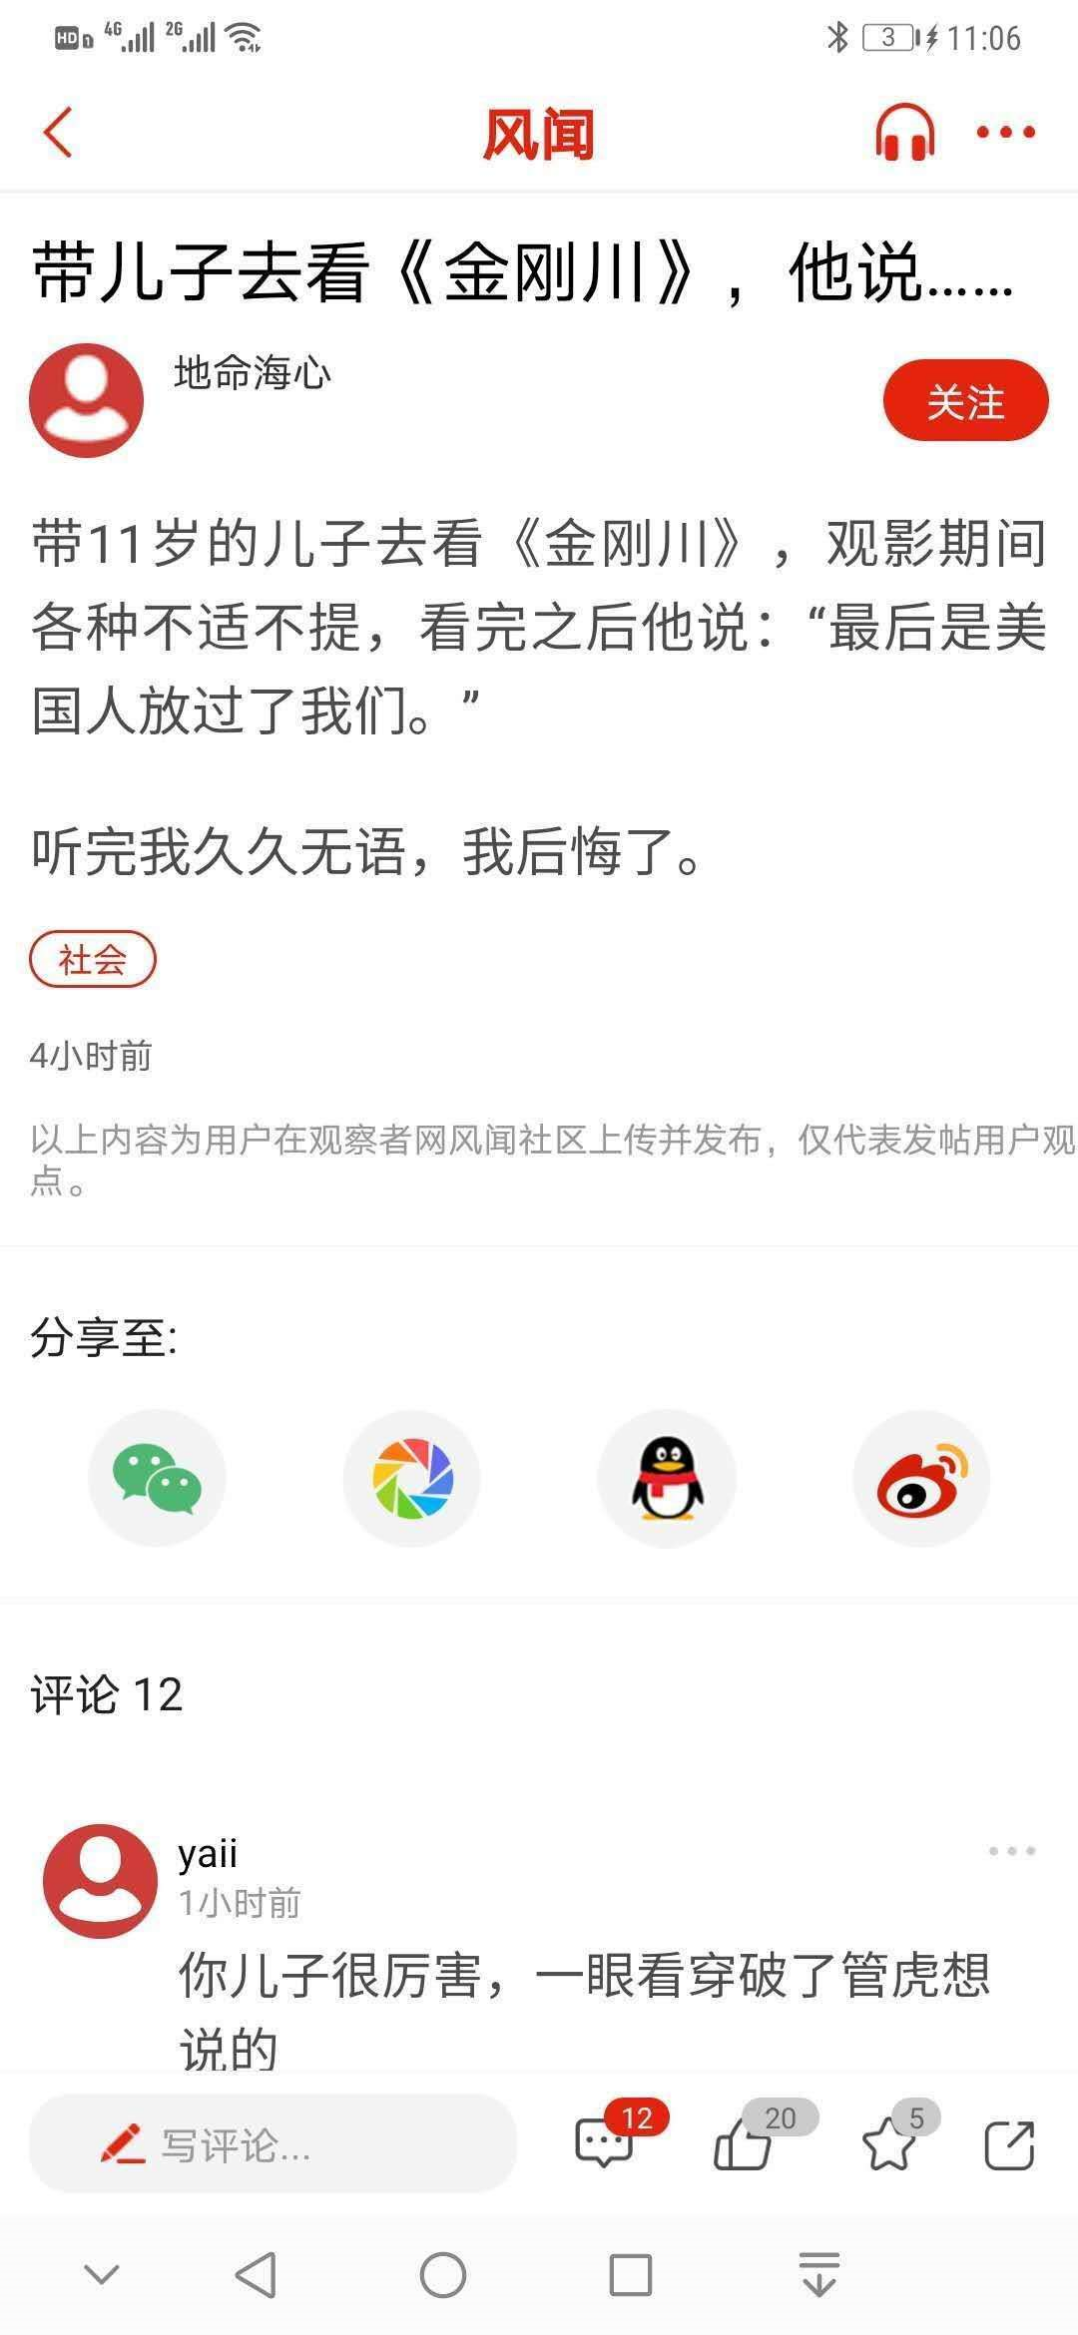 HD 1 4G 2G 3 11:06
风闻
带儿子去看《金刚川》,他说……
地命海心
关注
带11岁的儿子去看《金刚川》，观影期间
各种不适不提，看完之后他说：“最后是美
国人放过了我们。”
听完我久久无语，我后悔了。
社会
4小时前
以上内容为用户在观察者网风闻社区上传并发布，仅代表发帖用户观
点。
分享至:
评论 12
yaii
1小时前
你儿子很厉害，一眼看穿破了管虎想
说的
写评论...
12
20
5